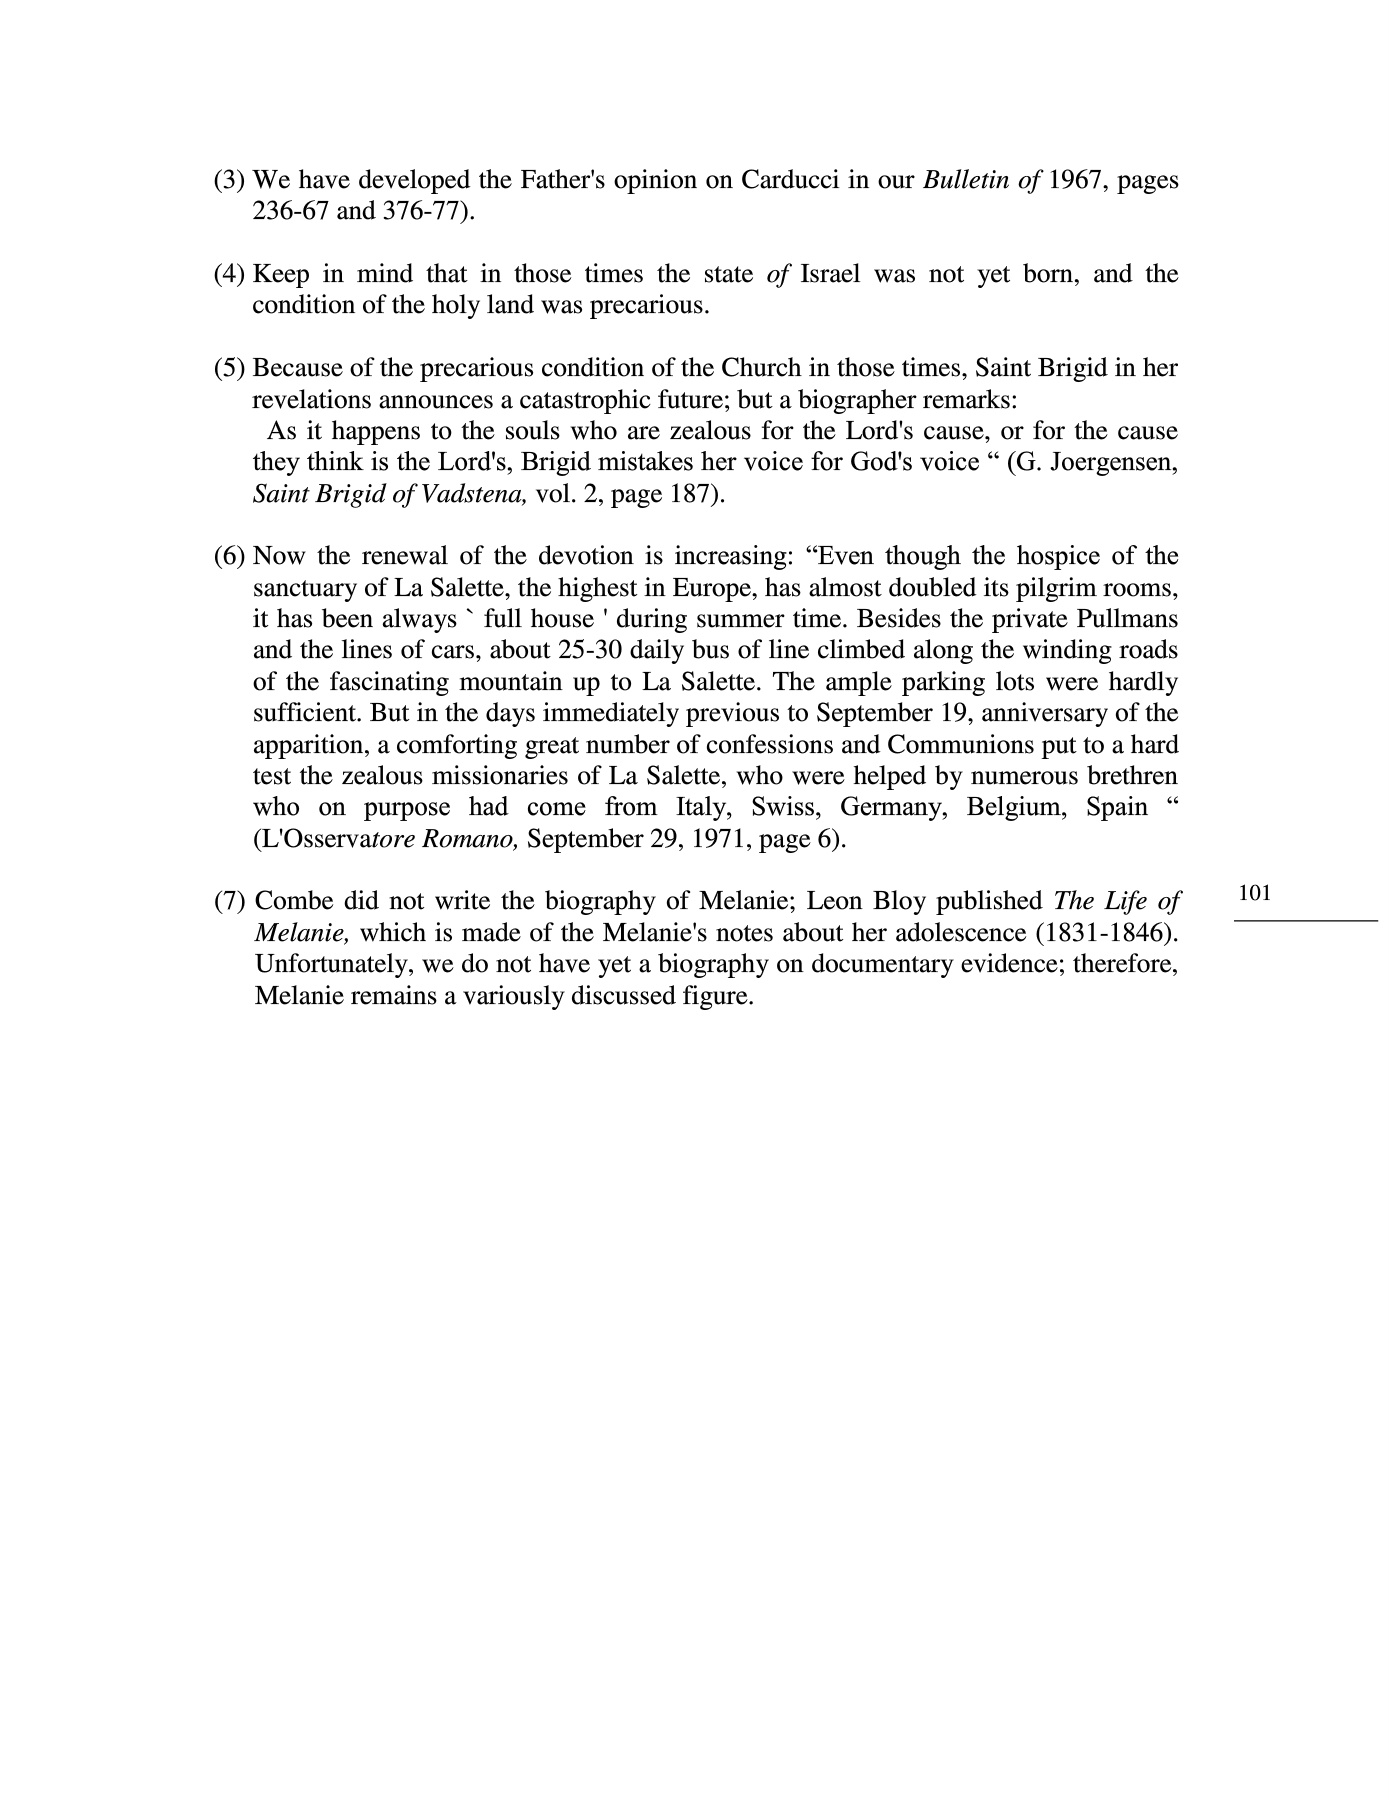 (3) We have developed the Father's opinion on Carducci in our Bulletin of 1967, pages
236-67 and 376-77).
(4) Keep in mind that in those times the state of Israel was not yet born, and the
condition of the holy land was precarious.
(5) Because of the precarious condition of the Church in those times, Saint Brigid in her
revelations announces a catastrophic future; but a biographer remarks:
As it happens to the souls who are zealous for the Lord's cause, or for the cause
they think is the Lord's, Brigid mistakes her voice for God's voice “ (G. Joergensen,
Saint Brigid of Vadstena, vol. 2, page 187).
(6) Now the renewal of the devotion is increasing: “Even though the hospice of the
sanctuary of La Salette, the highest in Europe, has almost doubled its pilgrim rooms,
it has been always ` full house ' during summer time. Besides the private Pullmans
and the lines of cars, about 25-30 daily bus of line climbed along the winding roads
of the fascinating mountain up to La Salette. The ample parking lots were hardly
sufficient. But in the days immediately previous to September 19, anniversary of the
apparition, a comforting great number of confessions and Communions put to a hard
test the zealous missionaries of La Salette, who were helped by numerous brethren
who on purpose had come from Italy, Swiss, Germany, Belgium, Spain “
(L'Osservatore Romano, September 29, 1971, page 6).
(7) Combe did not write the biography of Melanie; Leon Bloy published The Life of
Melanie, which is made of the Melanie's notes about her adolescence (1831-1846).
Unfortunately, we do not have yet a biography on documentary evidence; therefore,
Melanie remains a variously discussed figure.
101